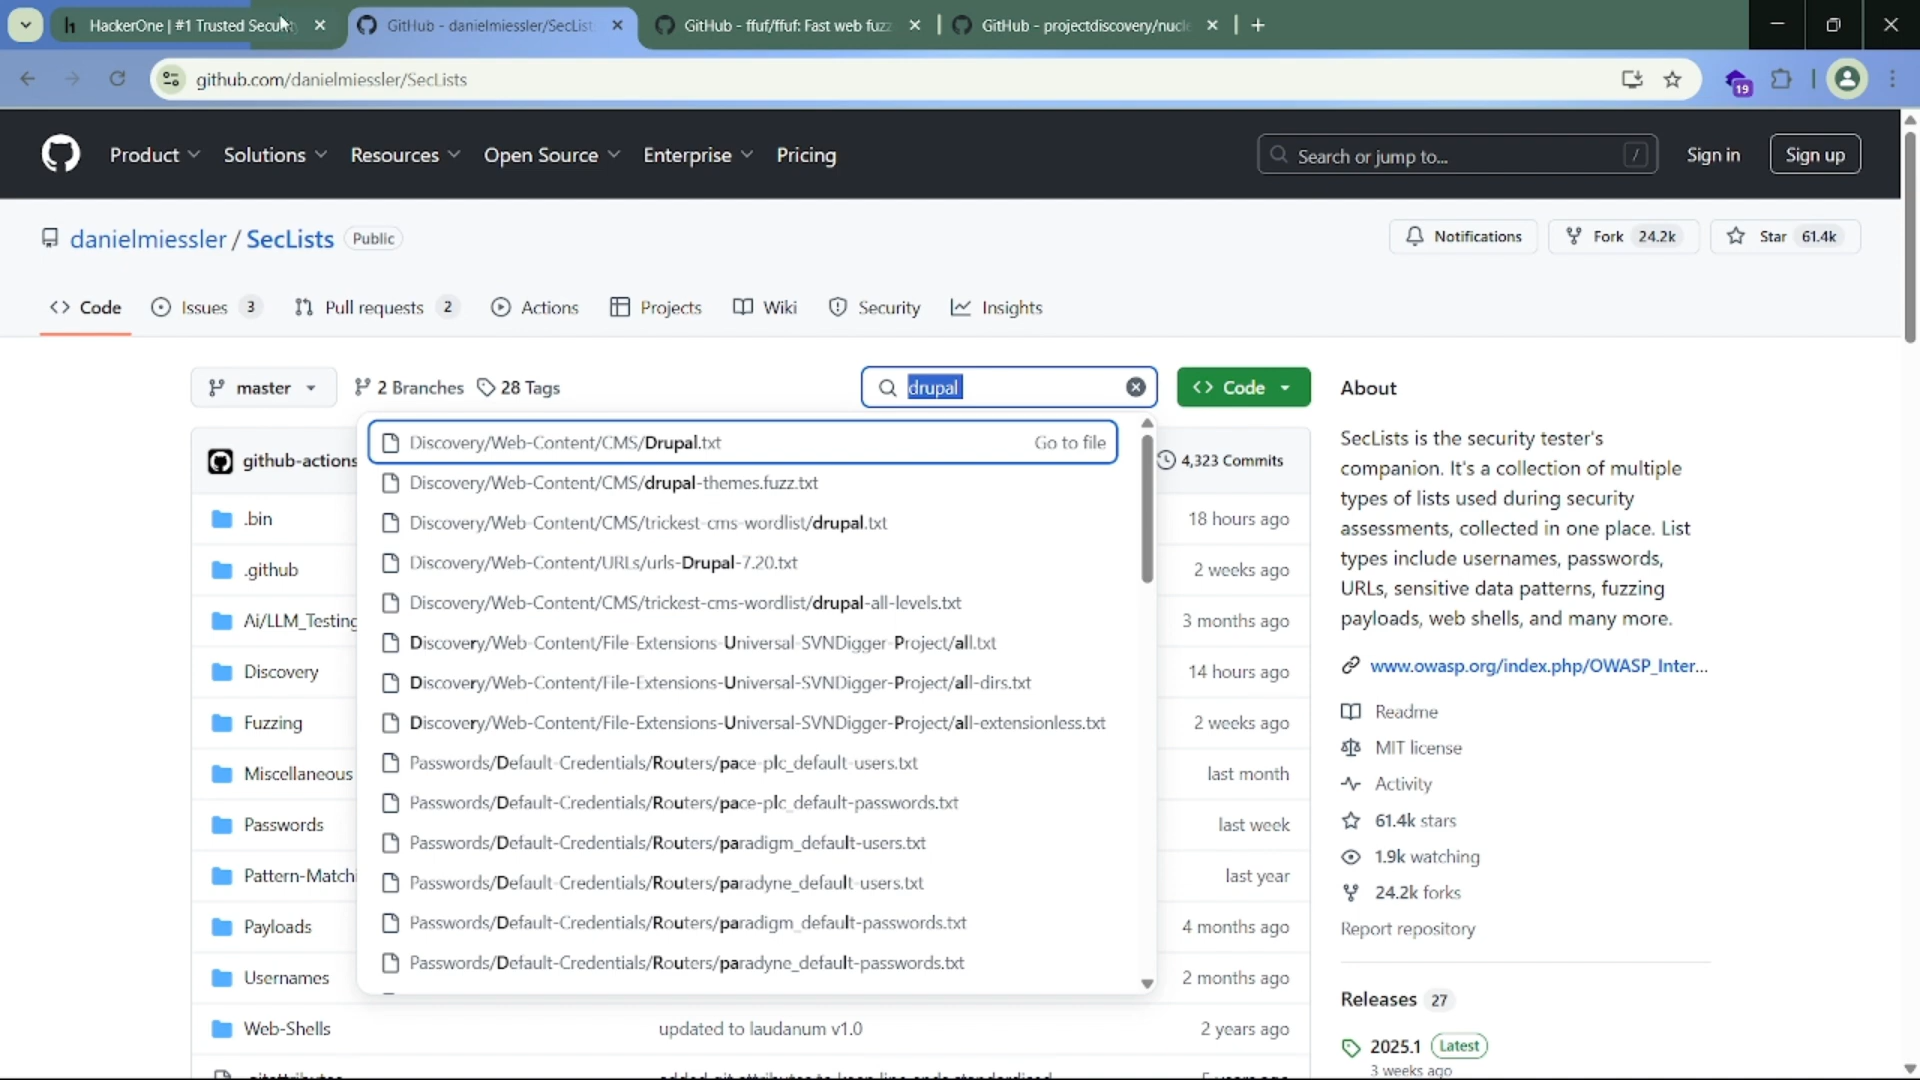 HackerOne | #1 Trusted Secur
GitHub - danielmiessler/SecList
GitHub - ffuf/ffuf: Fast web fuzz
GitHub - projectdiscovery/nucle
github.com/danielmiessler/SecLists
19
Product
Solutions
Resources
Open Source
Enterprise
Pricing
Search or jump to...
/
Sign in
Sign up
danielmiessler / SecLists
Public
Notifications
Fork 24.2k
Star 61.4k
Code
Issues 3
Pull requests 2
Actions
Projects
Wiki
Security
Insights
master
2 Branches
28 Tags
drupal
Code
About
github-actions
4,323 Commits
Discovery/Web-Content/CMS/Drupal.txt
Go to file
Discovery/Web-Content/CMS/drupal-themes.fuzz.txt
Discovery/Web-Content/CMS/trickest-cms-wordlist/drupal.txt
Discovery/Web-Content/URLs/urls-Drupal-7.20.txt
Discovery/Web-Content/CMS/trickest-cms-wordlist/drupal-all-levels.txt
Discovery/Web-Content/File-Extensions-Universal-SVNDigger-Project/all.txt
Discovery/Web-Content/File-Extensions-Universal-SVNDigger-Project/all-dirs.txt
Discovery/Web-Content/File-Extensions-Universal-SVNDigger-Project/all-extensionless.txt
Passwords/Default-Credentials/Routers/pace-plc_default-users.txt
Passwords/Default-Credentials/Routers/pace-plc_default-passwords.txt
Passwords/Default-Credentials/Routers/paradigm_default-users.txt
Passwords/Default-Credentials/Routers/paradyne_default-users.txt
Passwords/Default-Credentials/Routers/paradigm_default-passwords.txt
Passwords/Default-Credentials/Routers/paradyne_default-passwords.txt
.bin
18 hours ago
.github
2 weeks ago
Ai/LLM_Testing
3 months ago
Discovery
14 hours ago
Fuzzing
2 weeks ago
Miscellaneous
last month
Passwords
last week
Pattern-Match
last year
Payloads
4 months ago
Usernames
2 months ago
Web-Shells
updated to laudanum v1.0
2 years ago
SecLists is the security tester's
companion. It's a collection of multiple
types of lists used during security
assessments, collected in one place. List
types include usernames, passwords,
URLs, sensitive data patterns, fuzzing
payloads, web shells, and many more.
www.owasp.org/index.php/OWASP_Inter...
Readme
MIT license
Activity
61.4k stars
1.9k watching
24.2k forks
Report repository
Releases 27
2025.1
Latest
3 weeks ago